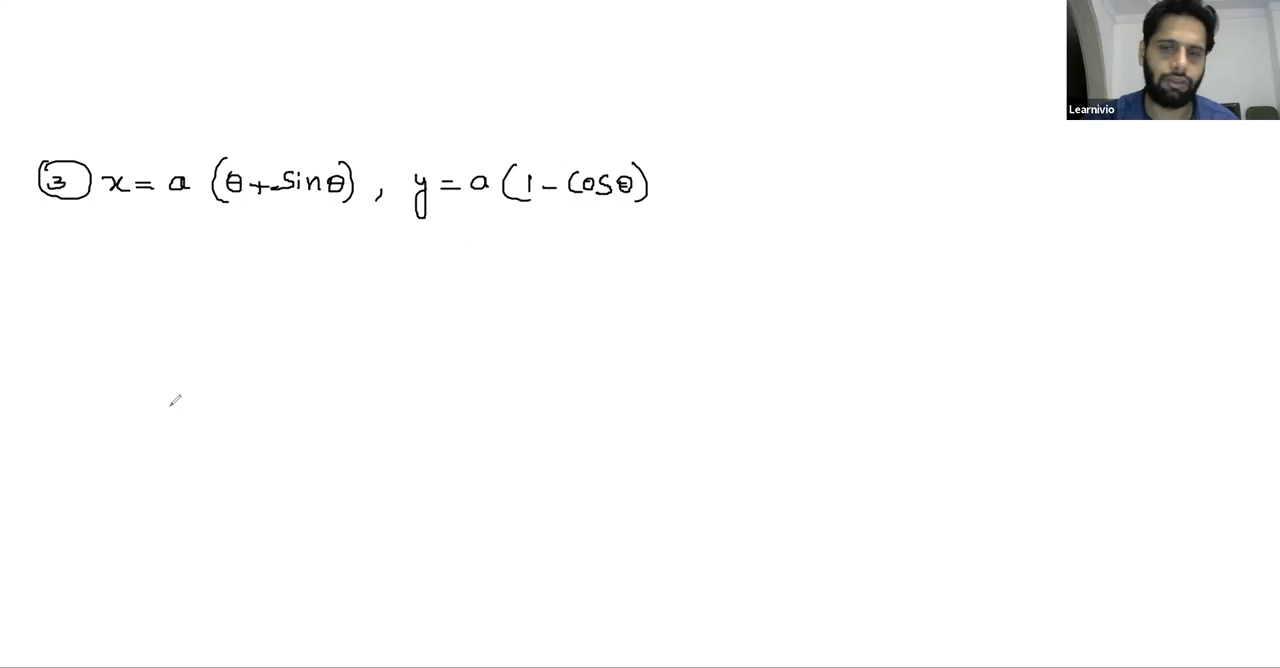 Learnivio
③ x = a (θ + sinθ) , y = a (1 - cosθ)